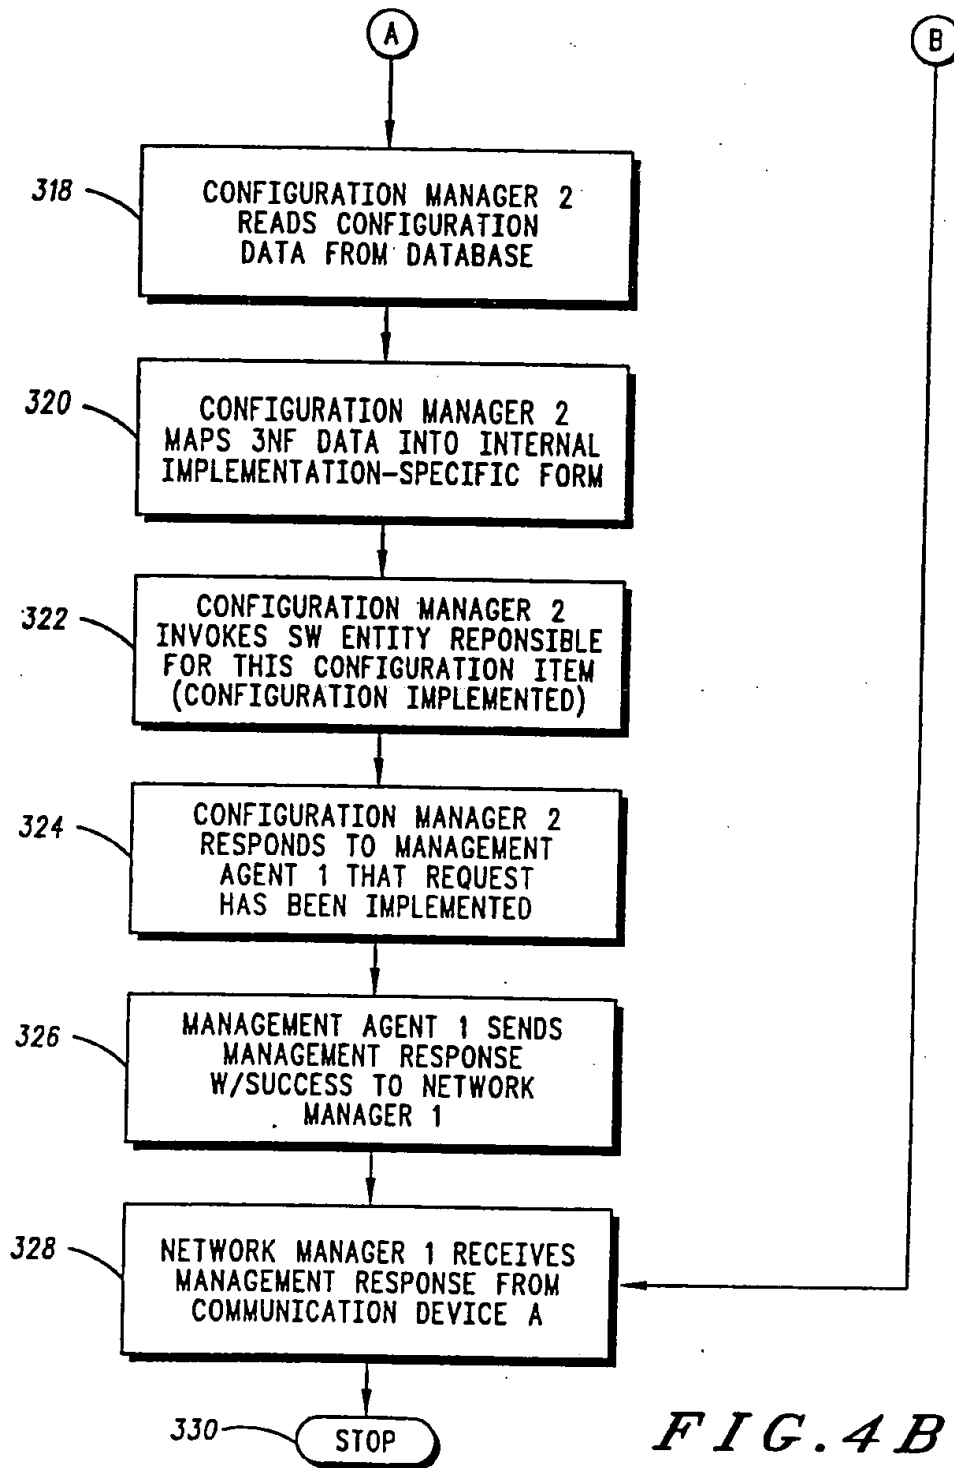 A
B
318
CONFIGURATION MANAGER 2
READS CONFIGURATION
DATA FROM DATABASE
320
CONFIGURATION MANAGER 2
MAPS 3NF DATA INTO INTERNAL
IMPLEMENTATION-SPECIFIC FORM
322
CONFIGURATION MANAGER 2
INVOKES SW ENTITY REPONSIBLE
FOR THIS CONFIGURATION ITEM
(CONFIGURATION IMPLEMENTED)
324
CONFIGURATION MANAGER 2
RESPONDS TO MANAGEMENT
AGENT 1 THAT REQUEST
HAS BEEN IMPLEMENTED
326
MANAGEMENT AGENT 1 SENDS
MANAGEMENT RESPONSE
W/SUCCESS TO NETWORK
MANAGER 1
328
NETWORK MANAGER 1 RECEIVES
MANAGEMENT RESPONSE FROM
COMMUNICATION DEVICE A
330
STOP
FIG.4B